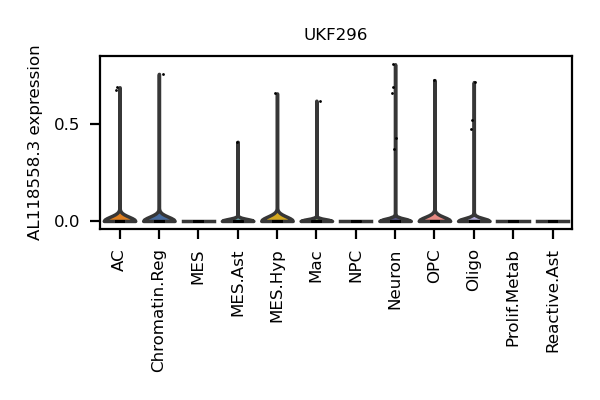 UKF296
AL118558.3 expression
0.5
0.0
AC
Chromatin.Reg
MES
MES.Ast
MES.Hyp
Mac
NPC
Neuron
OPC
Oligo
Prolif.Metab
Reactive.Ast